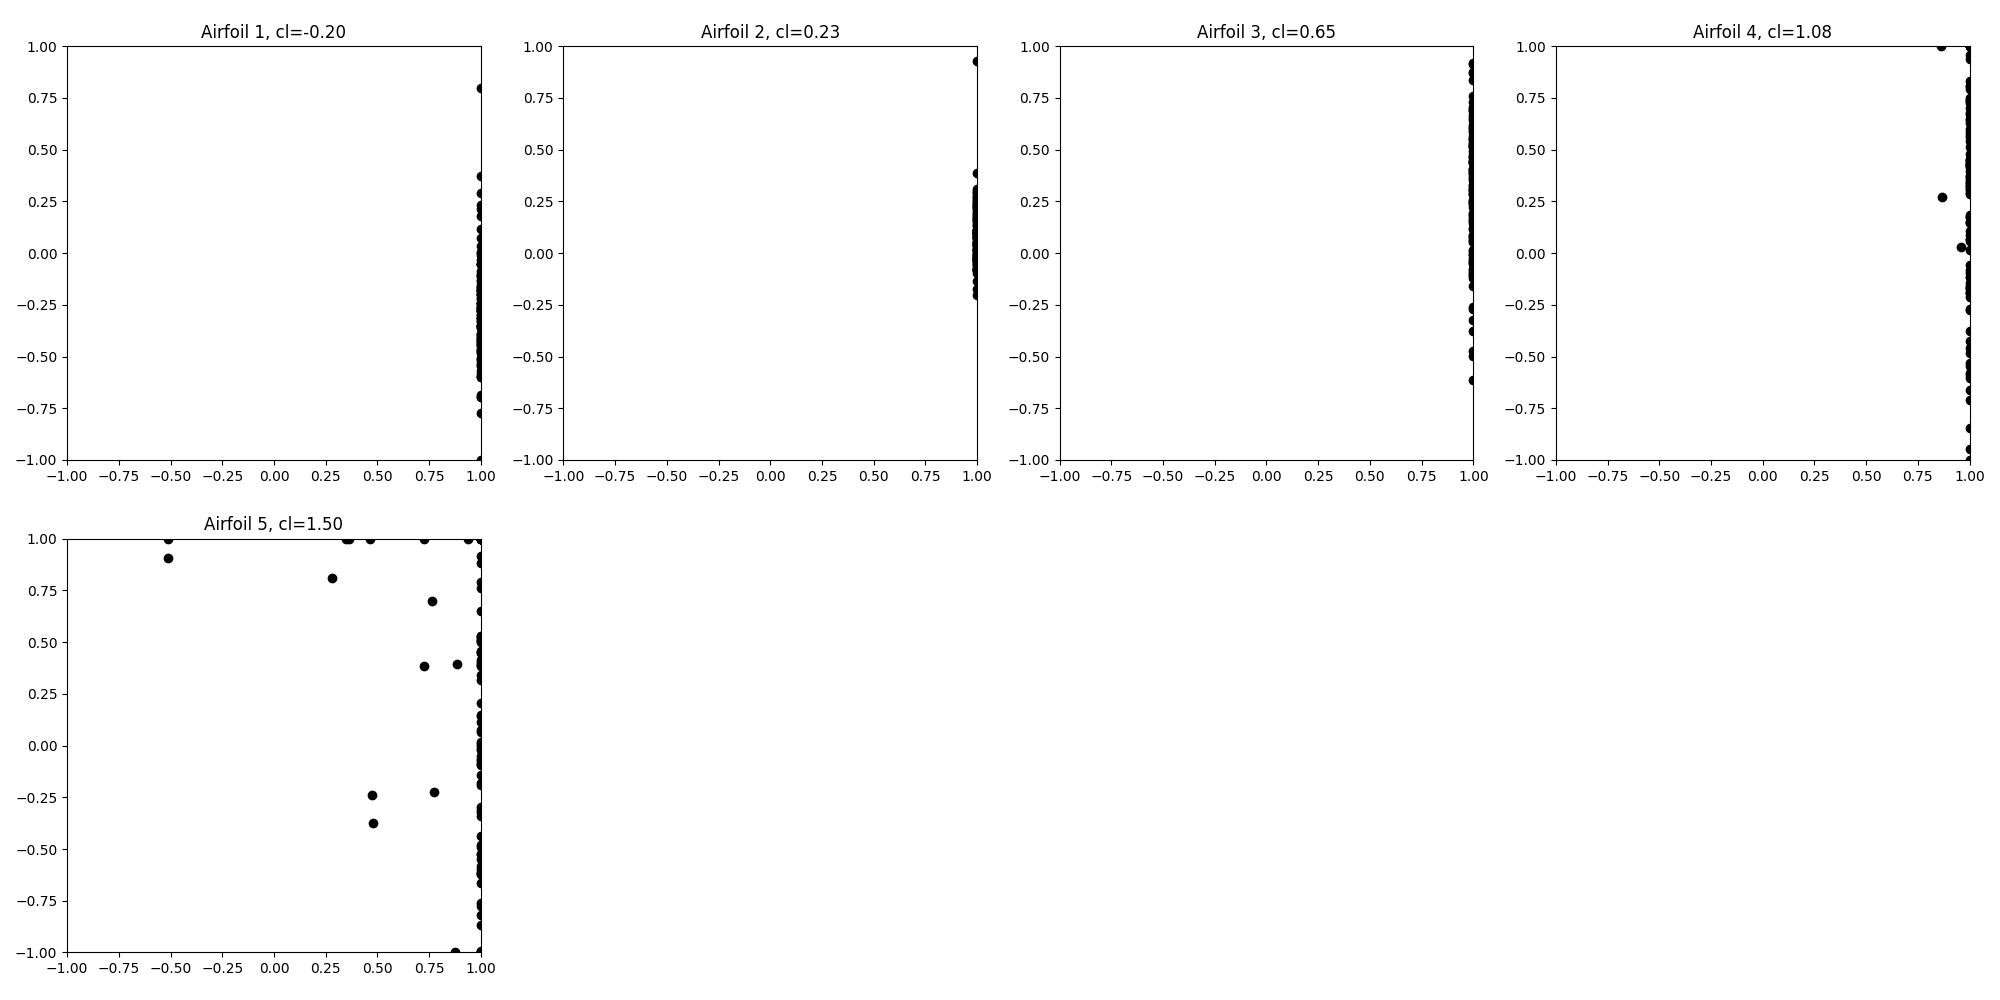 Airfoil 1, cl=-0.20
Airfoil 2, cl=0.23
Airfoil 3, cl=0.65
Airfoil 4, cl=1.08
1.00 1.00 1.00 1.00
0.75 0.75 0.75 0.75
0.50 0.50 0.50 0.50
0.25 0.25 0.25 0.25
0.00 0.00 0.00 0.00
−0.25 −0.25 −0.25 −0.25
−0.50 −0.50 −0.50 −0.50
−0.75 −0.75 −0.75 −0.75
−1.00 −1.00 −1.00 −1.00
−1.00 −0.75 −0.50 −0.25 0.00 0.25 0.50 0.75 1.00
−1.00 −0.75 −0.50 −0.25 0.00 0.25 0.50 0.75 1.00
−1.00 −0.75 −0.50 −0.25 0.00 0.25 0.50 0.75 1.00
−1.00 −0.75 −0.50 −0.25 0.00 0.25 0.50 0.75 1.00
Airfoil 5, cl=1.50
1.00
0.75
0.50
0.25
0.00
−0.25
−0.50
−0.75
−1.00
−1.00 −0.75 −0.50 −0.25 0.00 0.25 0.50 0.75 1.00